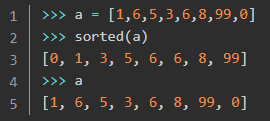 1 >>> a = [1,6,5,3,6,8,99,0]
2 >>> sorted(a)
3 [0, 1, 3, 5, 6, 6, 8, 99]
4 >>> a
5 [1, 6, 5, 3, 6, 8, 99, 0]